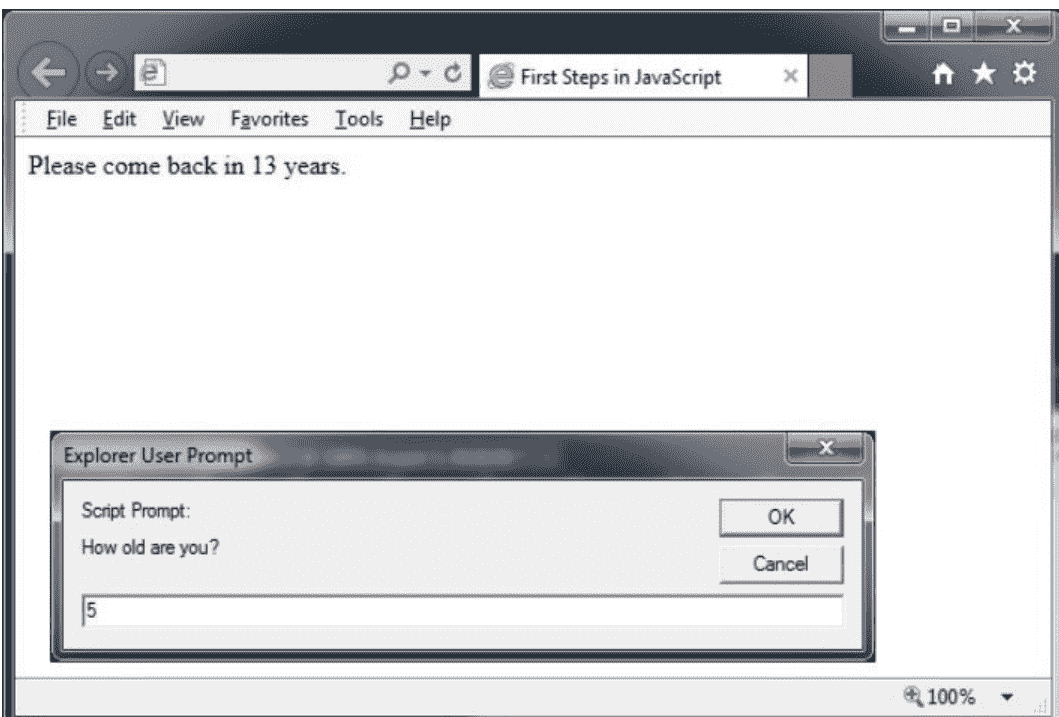 First Steps in JavaScript
File Edit View Favorites Tools Help
Please come back in 13 years.
Explorer User Prompt
Script Prompt:
OK
How old are you?
Cancel
5
100%